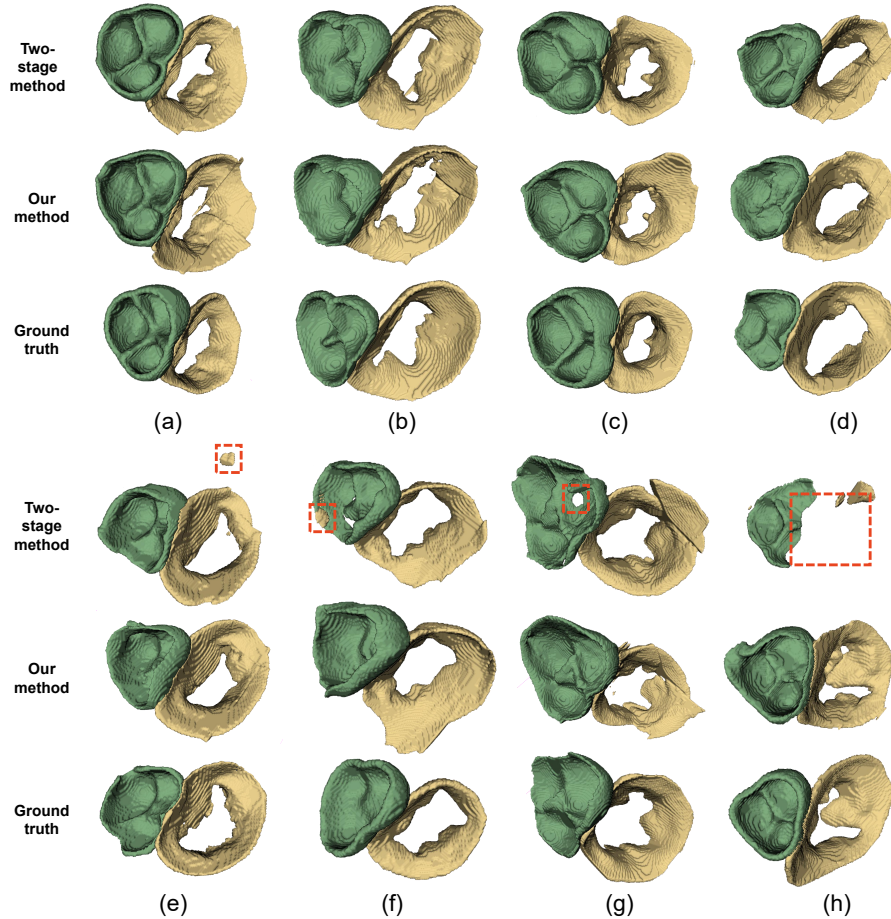 Two-
stage
method
Our
method
Ground
truth
(a) (b) (c) (d)
Two-
stage
method
Our
method
Ground
truth
(e) (f) (g) (h)